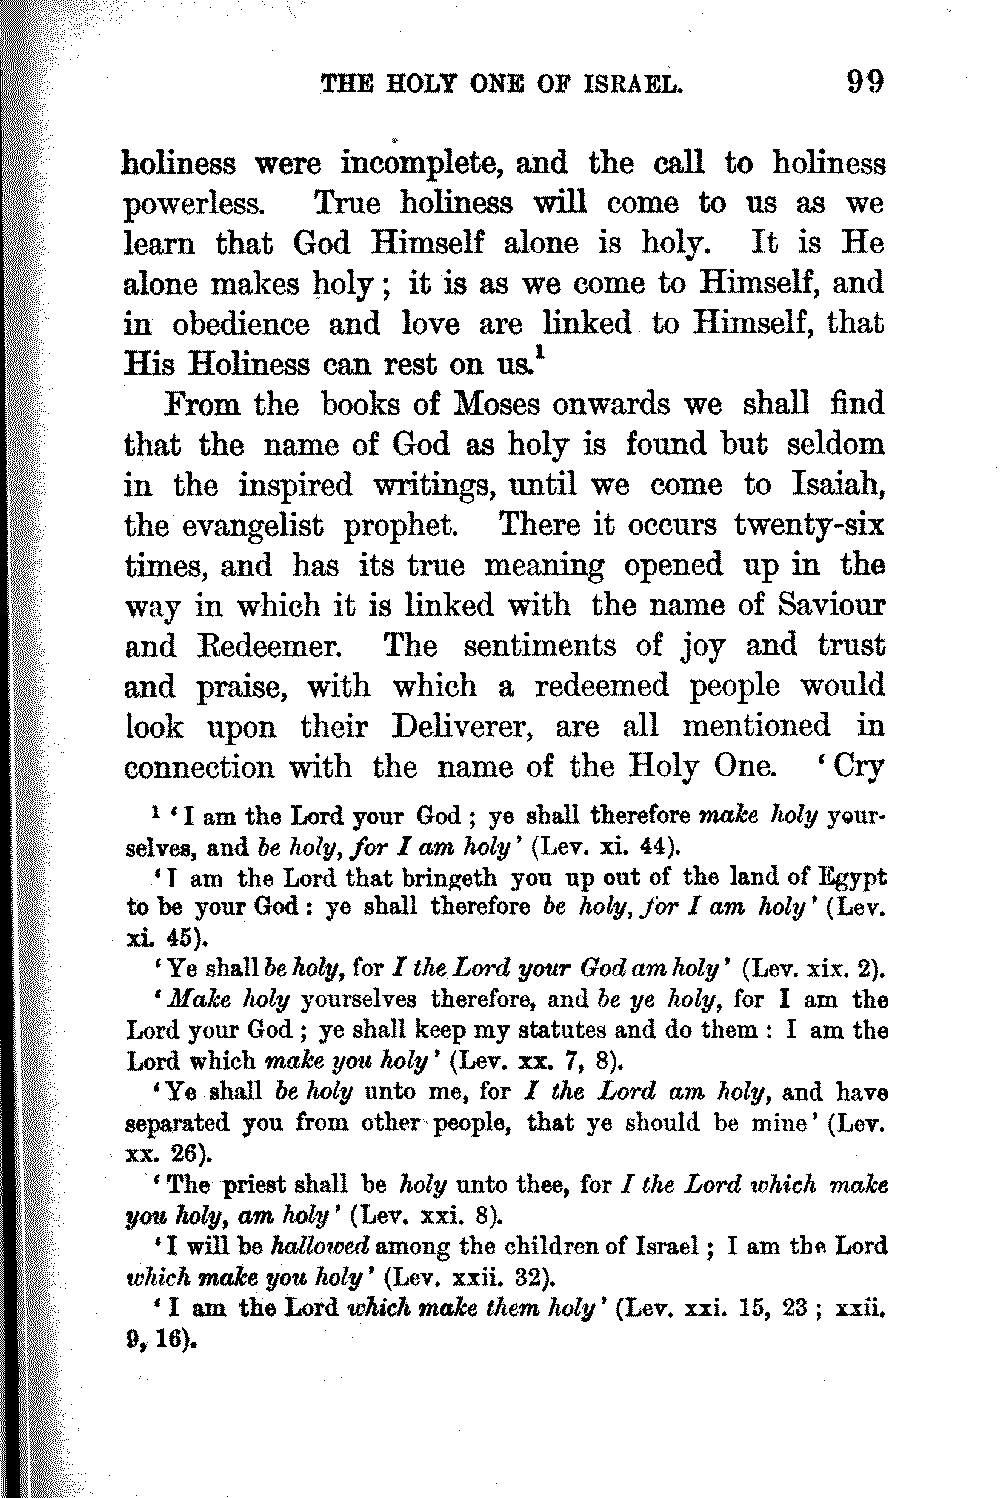 THE HOLY ONE OF ISRAEL. 99
holiness were incomplete, and the call to holiness
powerless. True holiness will come to us as we
learn that God Himself alone is holy. It is He
alone makes holy; it is as we come to Himself, and
in obedience and love are linked to Himself, that
His Holiness can rest on us.¹
From the books of Moses onwards we shall find
that the name of God as holy is found but seldom
in the inspired writings, until we come to Isaiah,
the evangelist prophet. There it occurs twenty-six
times, and has its true meaning opened up in the
way in which it is linked with the name of Saviour
and Redeemer. The sentiments of joy and trust
and praise, with which a redeemed people would
look upon their Deliverer, are all mentioned in
connection with the name of the Holy One. ‘Cry
¹ ‘I am the Lord your God; ye shall therefore make holy your-
selves, and be holy, for I am holy’ (Lev. xi. 44).
‘I am the Lord that bringeth you up out of the land of Egypt
to be your God: ye shall therefore be holy, for I am holy’ (Lev.
xi. 45).
‘Ye shall be holy, for I the Lord your God am holy’ (Lev. xix. 2).
‘Make holy yourselves therefore, and be ye holy, for I am the
Lord your God; ye shall keep my statutes and do them: I am the
Lord which make you holy’ (Lev. xx. 7, 8).
‘Ye shall be holy unto me, for I the Lord am holy, and have
separated you from other people, that ye should be mine’ (Lev.
xx. 26).
‘The priest shall be holy unto thee, for I the Lord which make
you holy, am holy’ (Lev. xxi. 8).
‘I will be hallowed among the children of Israel; I am the Lord
which make you holy’ (Lev. xxii. 32).
‘I am the Lord which make them holy’ (Lev. xxi. 15, 23; xxii.
9, 16).